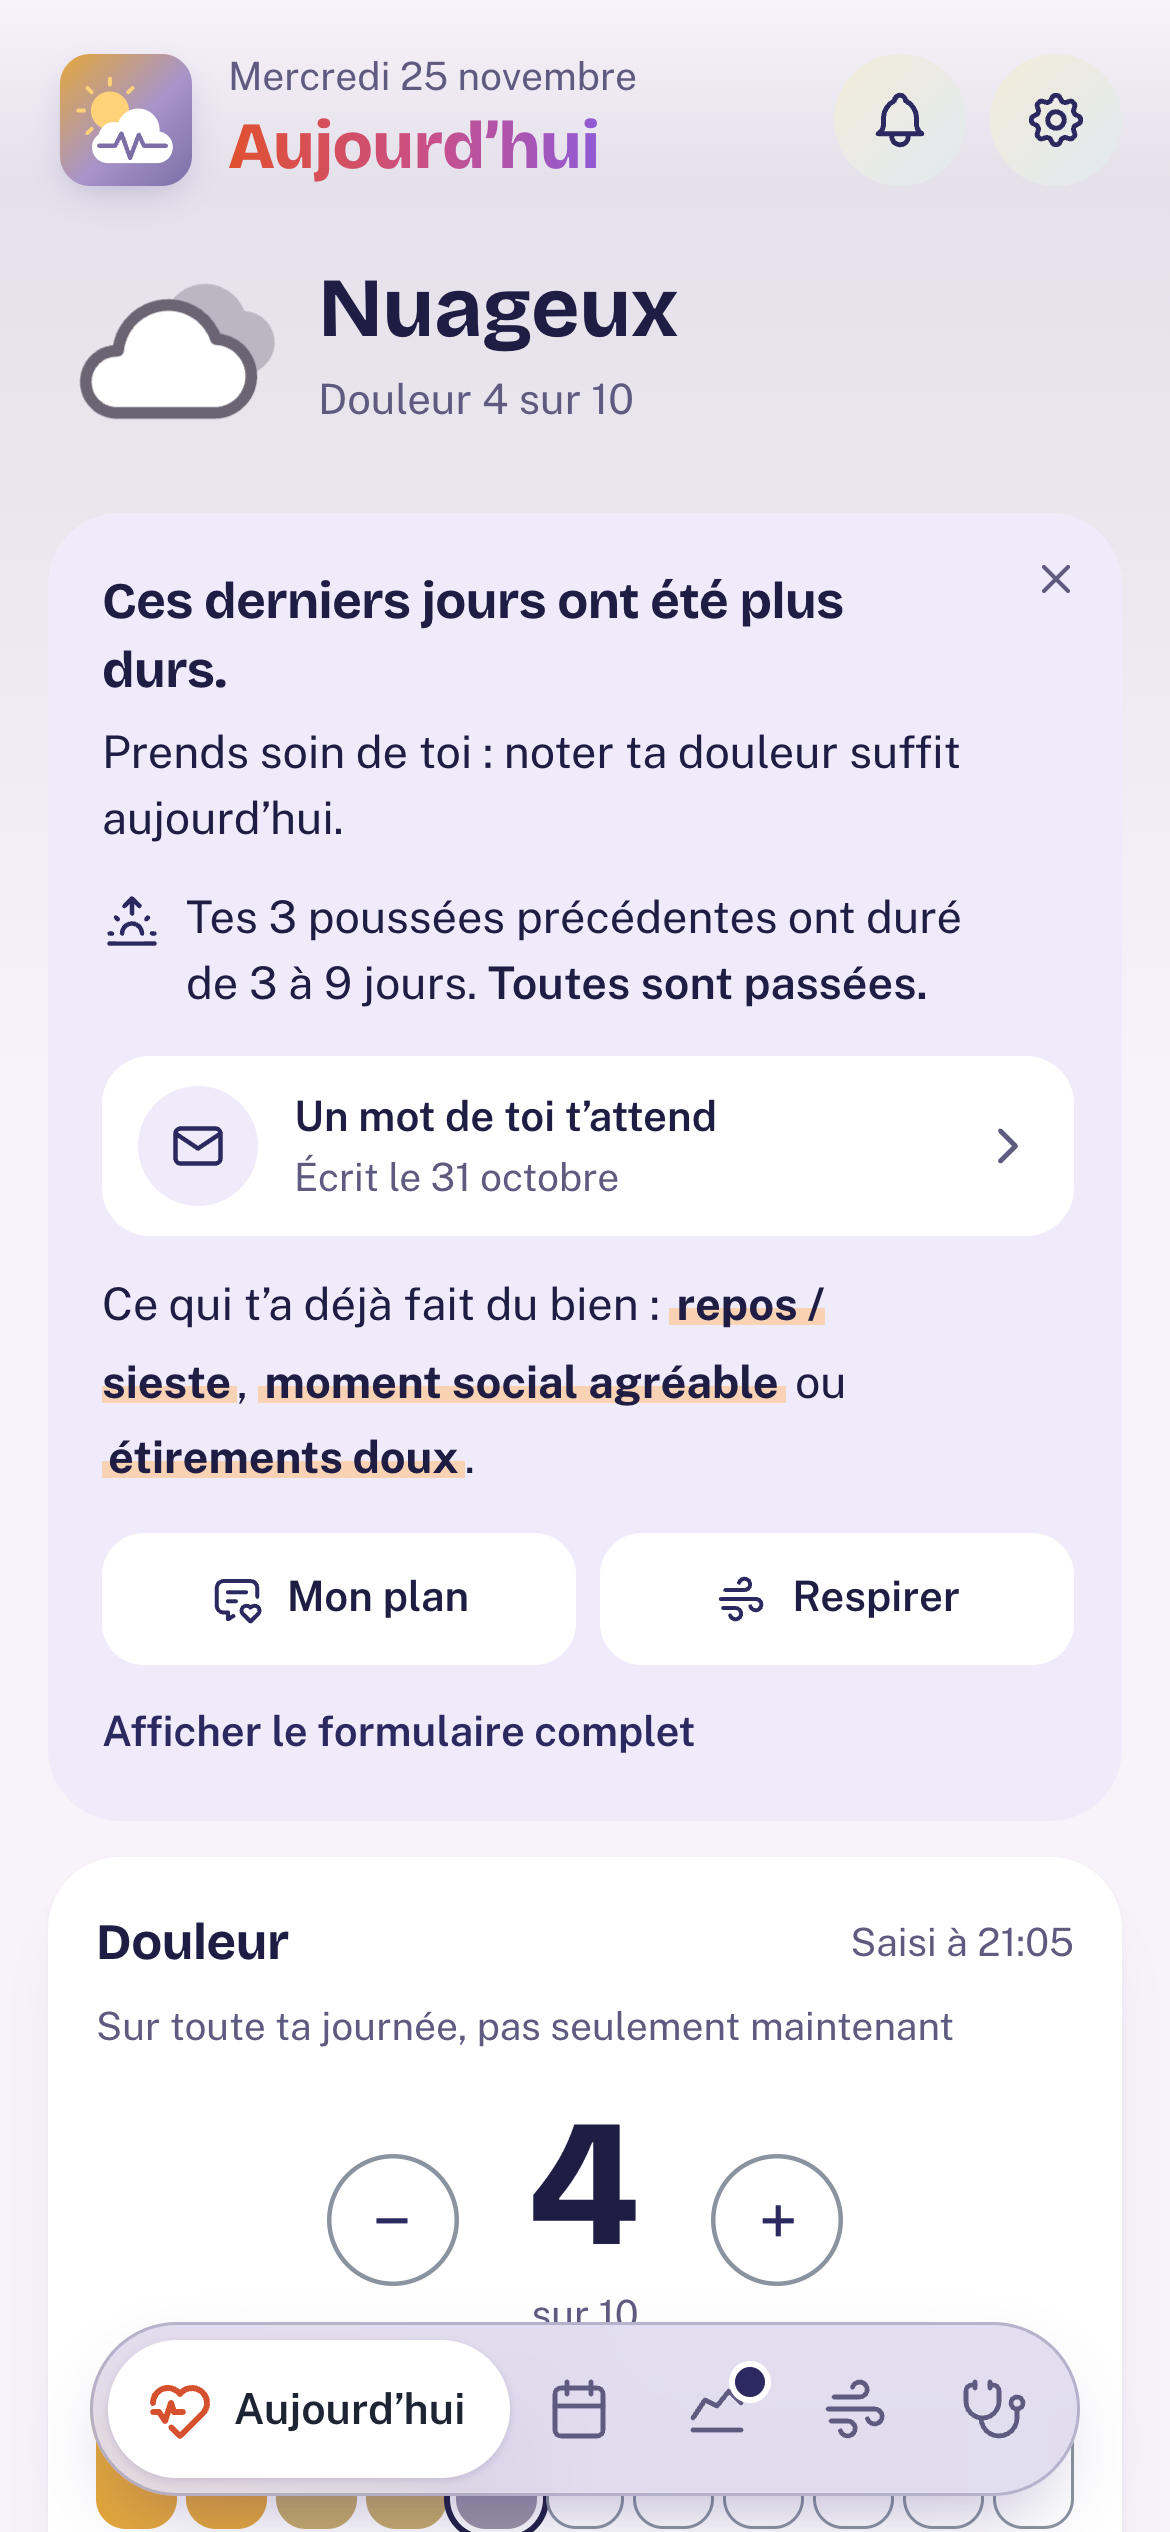 Mercredi 25 novembre
Aujourd’hui
Nuageux
Douleur 4 sur 10
Ces derniers jours ont été plus
durs.
Prends soin de toi : noter ta douleur suffit
aujourd’hui.
Tes 3 poussées précédentes ont duré
de 3 à 9 jours. Toutes sont passées.
Un mot de toi t’attend
Écrit le 31 octobre
Ce qui t’a déjà fait du bien : repos /
sieste, moment social agréable ou
étirements doux.
Mon plan
Respirer
Afficher le formulaire complet
Douleur
Saisi à 21:05
Sur toute ta journée, pas seulement maintenant
−
4
+
sur 10
Aujourd’hui